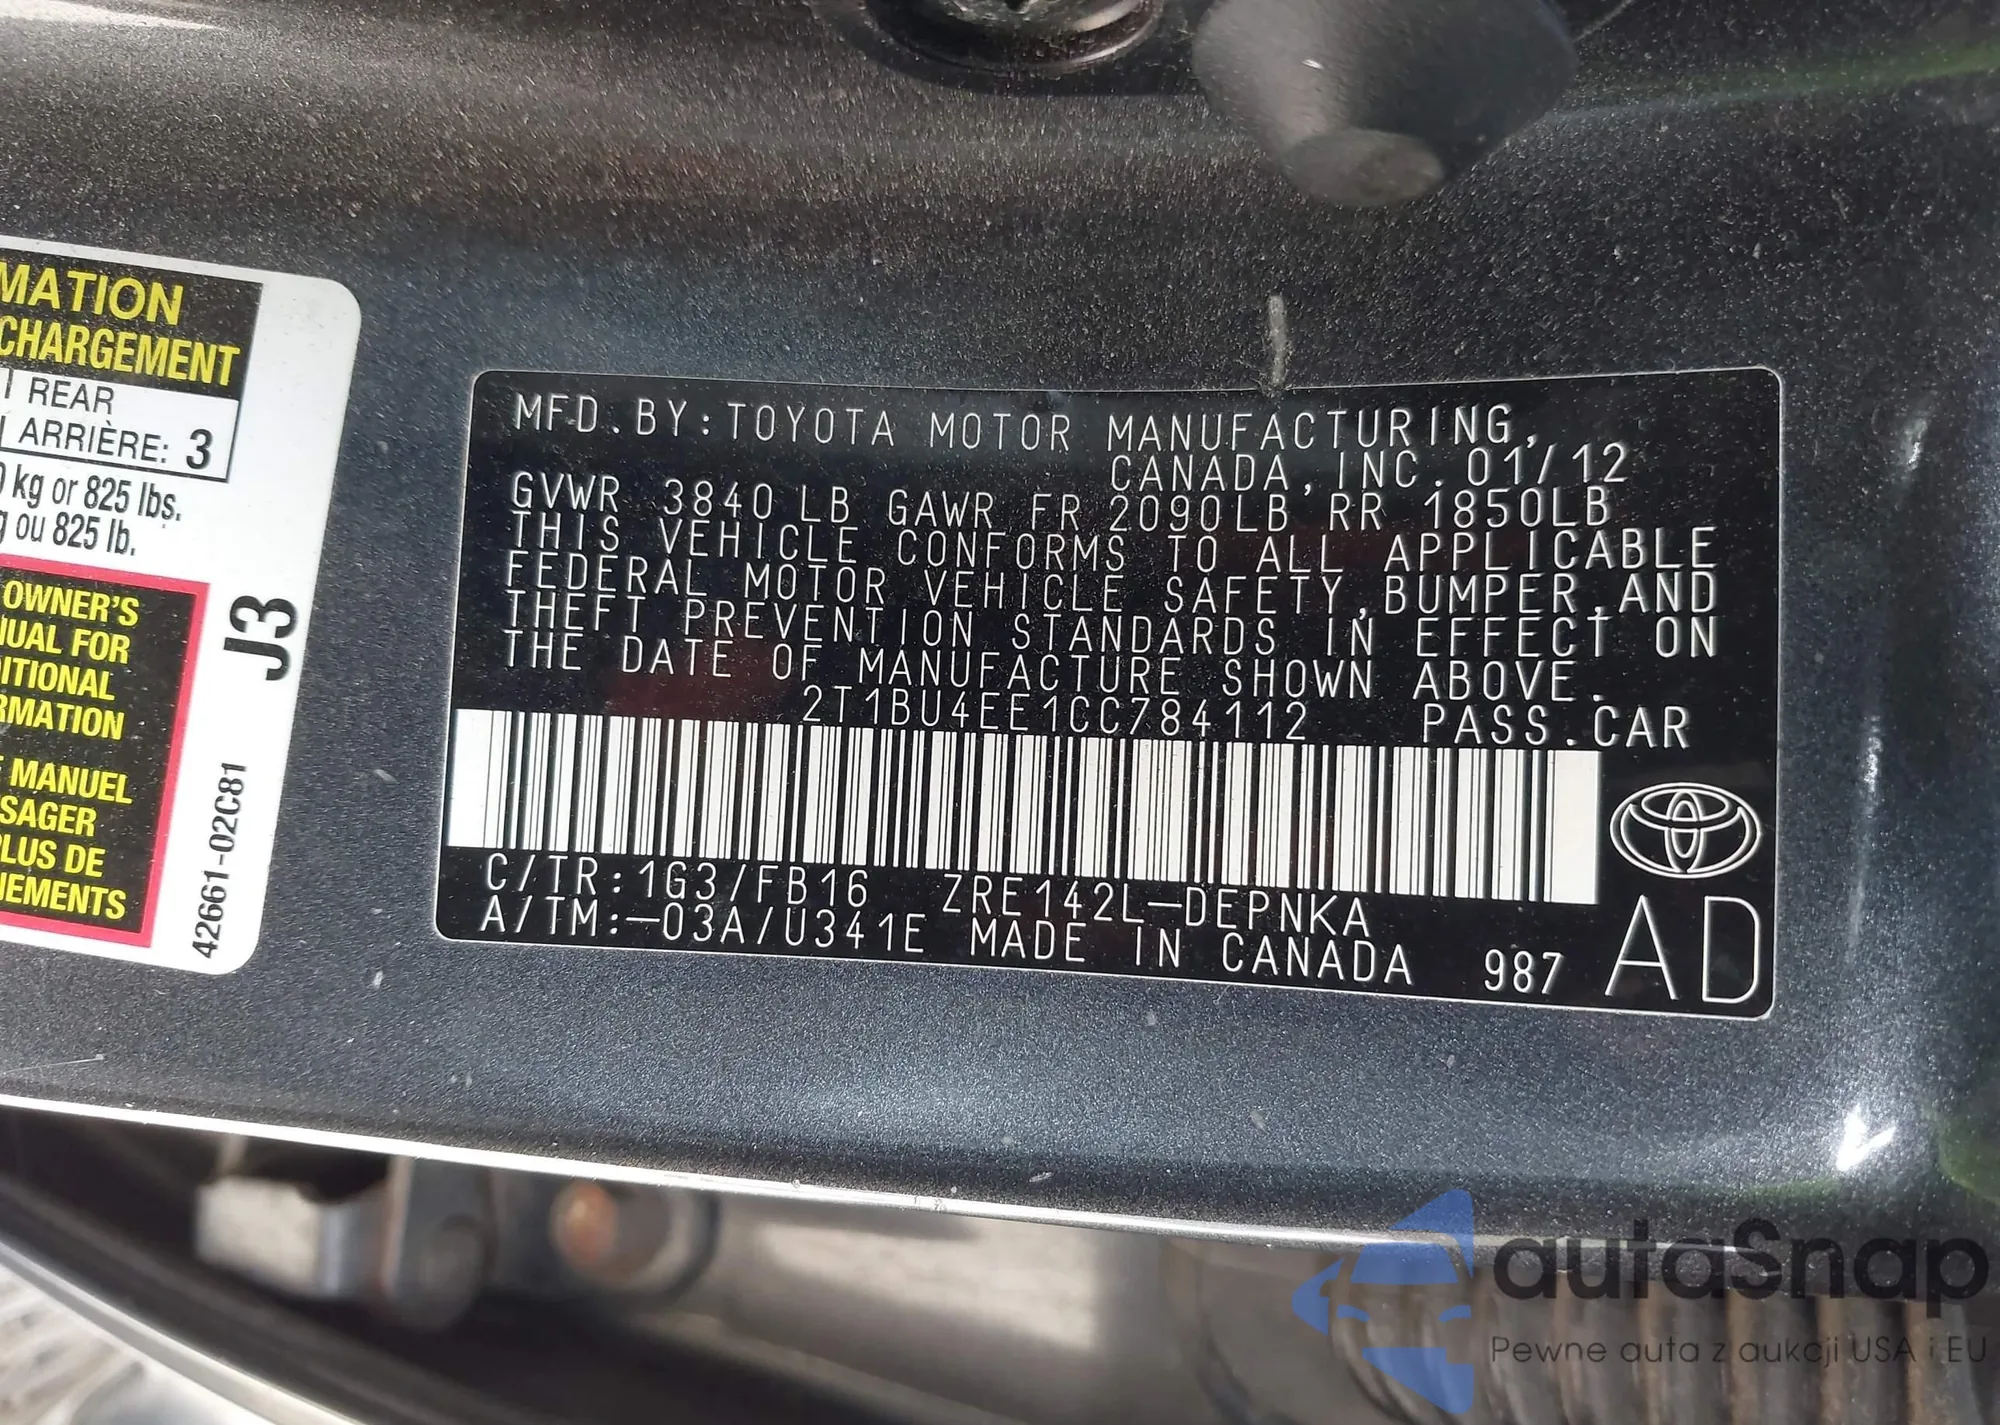 MATION
CHARGEMENT
REAR
ARRIÈRE: 3
kg or 825 lbs.
ou 825 lb.
OWNER'S
UAL FOR
ITIONAL
RMATION
MANUEL
SAGER
PLUS DE
NEMENTS
J3
42661-02C81
MFD.BY:TOYOTA MOTOR MANUFACTURING,
CANADA,INC.01/12
GVWR 3840LB GAWR FR 2090LB RR 1850LB
THIS VEHICLE CONFORMS TO ALL APPLICABLE
FEDERAL MOTOR VEHICLE SAFETY,BUMPER,AND
THEFT PREVENTION STANDARDS IN EFFECT ON
THE DATE OF MANUFACTURE SHOWN ABOVE.
2T1BU4EE1CC784112 PASS.CAR
C/TR:1G3/FB16 ZRE142L-DEPNKA
A/TM:-03A/U341E MADE IN CANADA 987 AD
autaSnap
Pewne auta z aukcji USA i EU